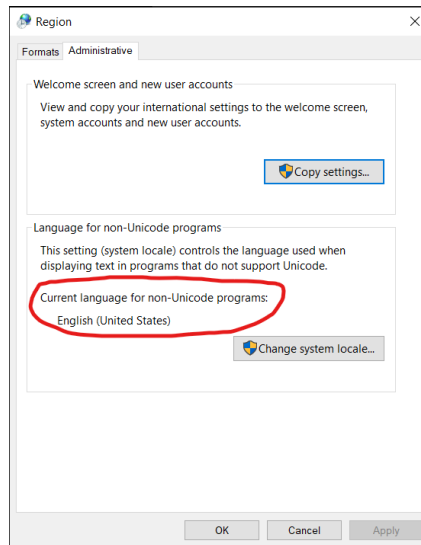 Region
Formats
Administrative
Welcome screen and new user accounts
View and copy your international settings to the welcome screen,
system accounts and new user accounts.
Copy settings...
Language for non-Unicode programs
This setting (system locale) controls the language used when
displaying text in programs that do not support Unicode.
Current language for non-Unicode programs:
English (United States)
Change system locale...
OK
Cancel
Apply